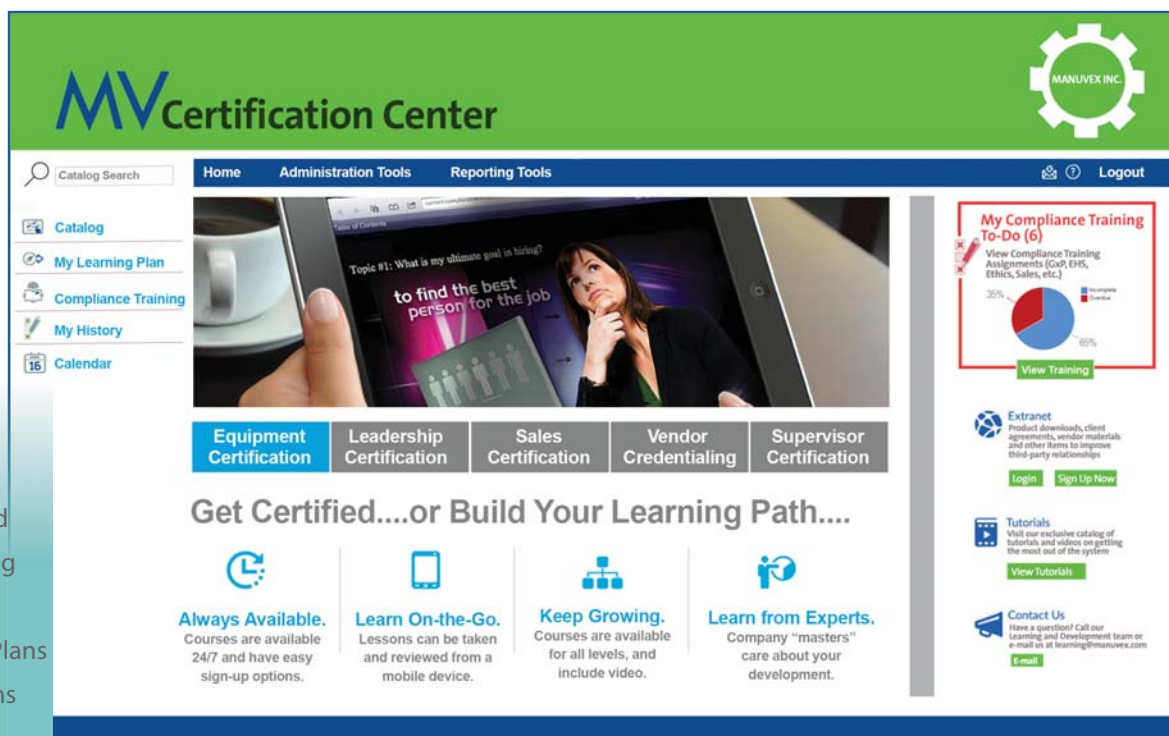 MVCertification Center
MANUVEX INC.
Catalog Search
Home Administration Tools Reporting Tools
Logout
Catalog
My Learning Plan
Compliance Training
My History
16 Calendar
Table of Contents
Topic #1: What is my ultimate goal in hiring?
to find the best
person for the job
My Compliance Training
To-Do (6)
View Compliance Training
Assignments (GxP, EHS,
Ethics, Sales, etc.)
Incomplete
Overdue
35%
65%
View Training
Equipment
Certification
Leadership
Certification
Sales
Certification
Vendor
Credentialing
Supervisor
Certification
Get Certified....or Build Your Learning Path....
Always Available.
Courses are available
24/7 and have easy
sign-up options.
Learn On-the-Go.
Lessons can be taken
and reviewed from a
mobile device.
Keep Growing.
Courses are available
for all levels, and
include video.
Learn from Experts.
Company “masters”
care about your
development.
Extranet
Product downloads, client
agreements, vendor materials
and other items to improve
third-party relationships
Login Sign Up Now
Tutorials
Visit our exclusive catalog of
tutorials and videos on getting
the most out of the system
View Tutorials
Contact Us
Have a question? Call our
Learning and Development team or
e-mail us at learning@manuvex.com
E-mail
Plans